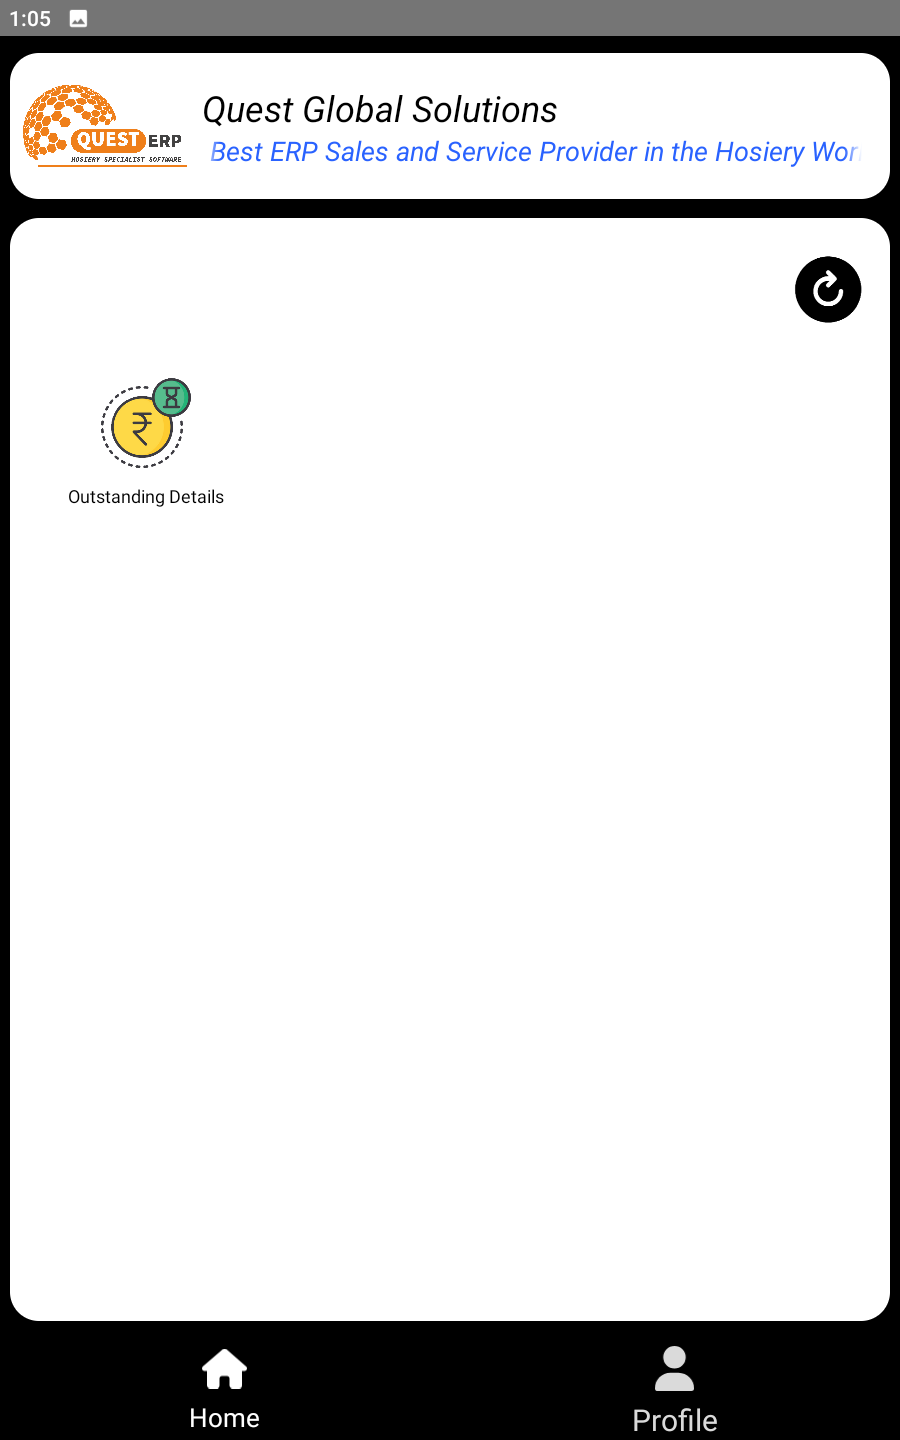 1:05
QUEST ERP
HOSIERY SPECIALIST SOFTWARE
Quest Global Solutions
Best ERP Sales and Service Provider in the Hosiery Wor
₹
Outstanding Details
Home
Profile